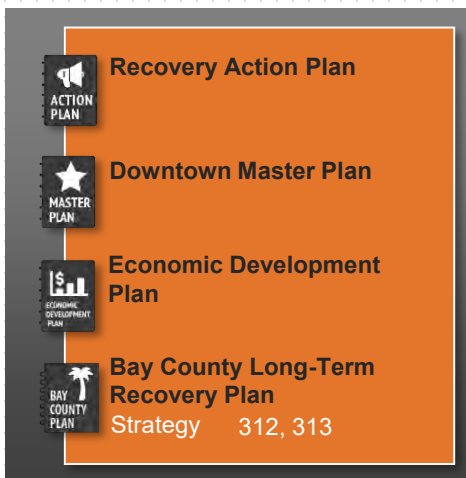 ACTION
PLAN
Recovery Action Plan
MASTER
PLAN
Downtown Master Plan
$
ECONOMIC
DEVELOPMENT
PLAN
Economic Development
Plan
BAY
COUNTY
PLAN
Bay County Long-Term
Recovery Plan
Strategy 312, 313